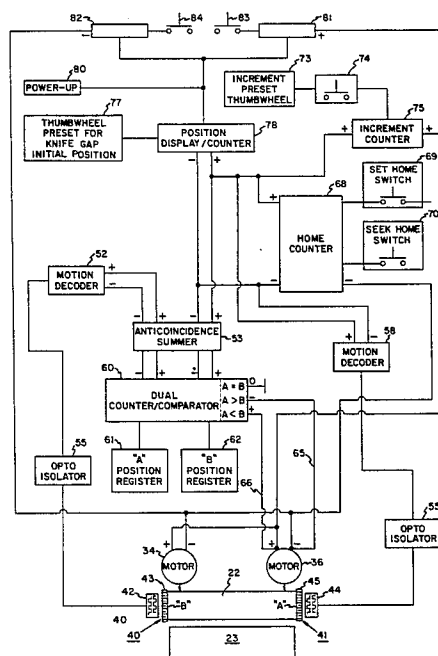 82
84
83
81
-
+
80
POWER-UP
73
INCREMENT
PRESET
THUMBWHEEL
74
77
THUMBWHEEL
PRESET FOR
KNIFE GAP
INITIAL POSITION
78
POSITION
DISPLAY/COUNTER
75
+ INCREMENT
COUNTER +
- +
SET HOME
SWITCH
69
68
+
HOME
COUNTER
-
-
SEEK HOME
SWITCH
70
52
MOTION
DECODER
+
-
- + - +
ANTICOINCIDENCE
SUMMER
53
+ -
MOTION
DECODER
58
60
- + - +
DUAL
COUNTER/COMPARATOR
A = B
A > B
A < B
0
-
+
61
"A"
POSITION
REGISTER
62
"B"
POSITION
REGISTER
65
66
55
OPTO
ISOLATOR
55
OPTO
ISOLATOR
34
+ -
MOTOR
36
+ -
MOTOR
42
43
22
45
44
40
"B"
"A"
40
41
23